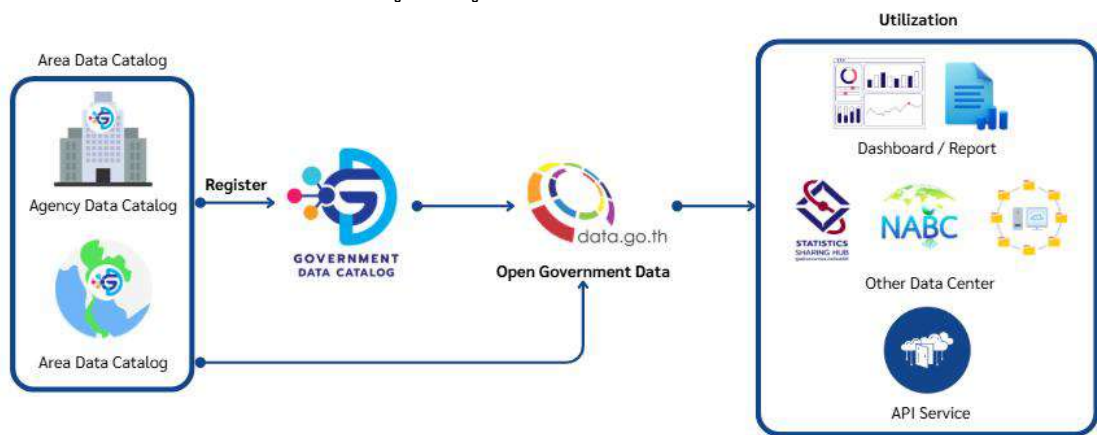 Utilization
Area Data Catalog
Agency Data Catalog
Area Data Catalog
Register
GOVERNMENT
DATA CATALOG
data.go.th
Open Government Data
Dashboard / Report
STATISTICS
SHARING HUB
NABC
Other Data Center
API Service